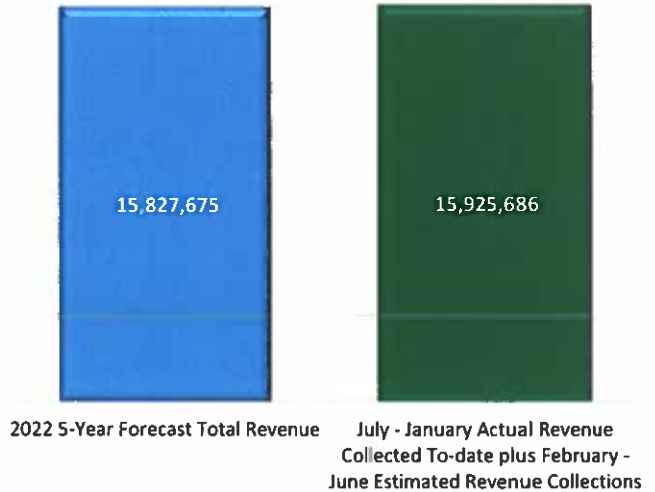 15,827,675
15,925,686
2022 5-Year Forecast Total Revenue
July - January Actual Revenue
Collected To-date plus February -
June Estimated Revenue Collections